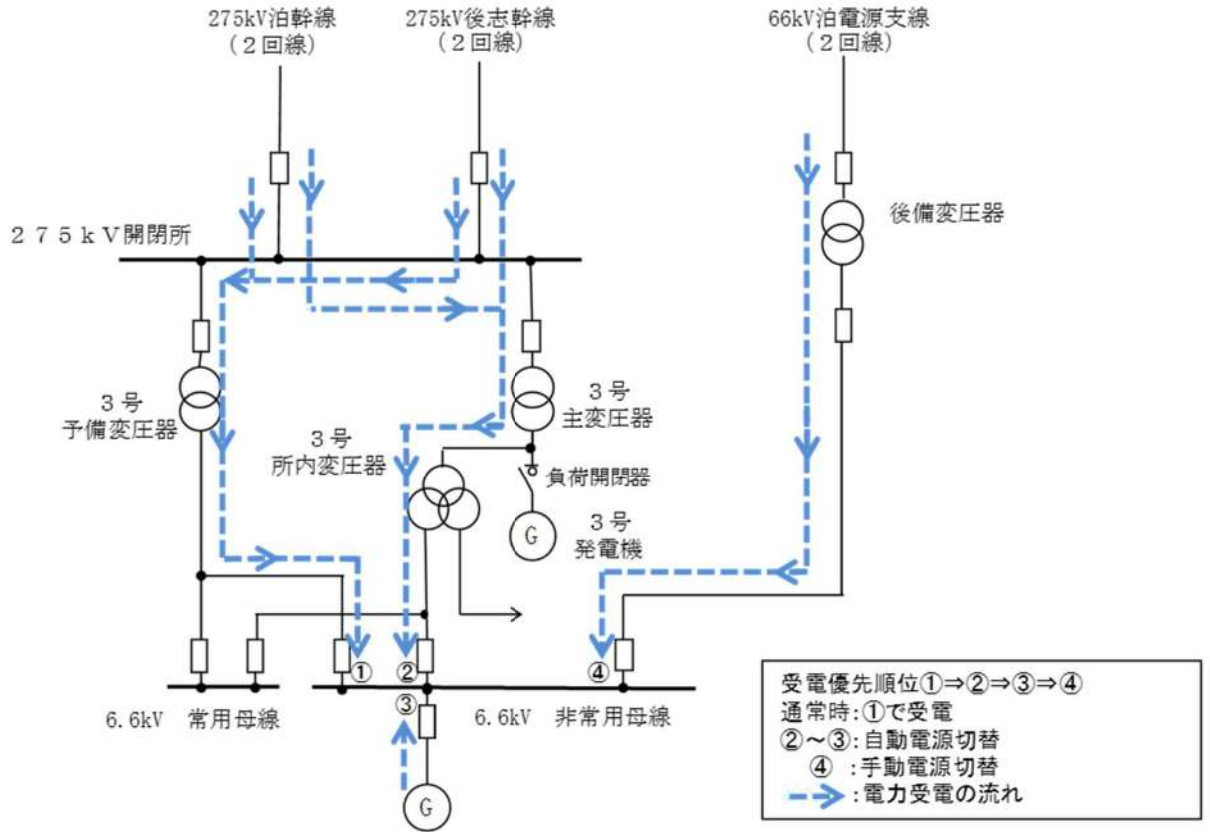 275kV泊幹線
(2回線)
275kV後志幹線
(2回線)
66kV泊電源支線
(2回線)
後備変圧器
275kV開閉所
3号
予備変圧器
3号
主変圧器
3号
所内変圧器
負荷開閉器
G
3号
発電機
①
②
③
④
6.6kV 常用母線
6.6kV 非常用母線
G
受電優先順位①⇒②⇒③⇒④
通常時:①で受電
②~③:自動電源切替
④ :手動電源切替
:電力受電の流れ